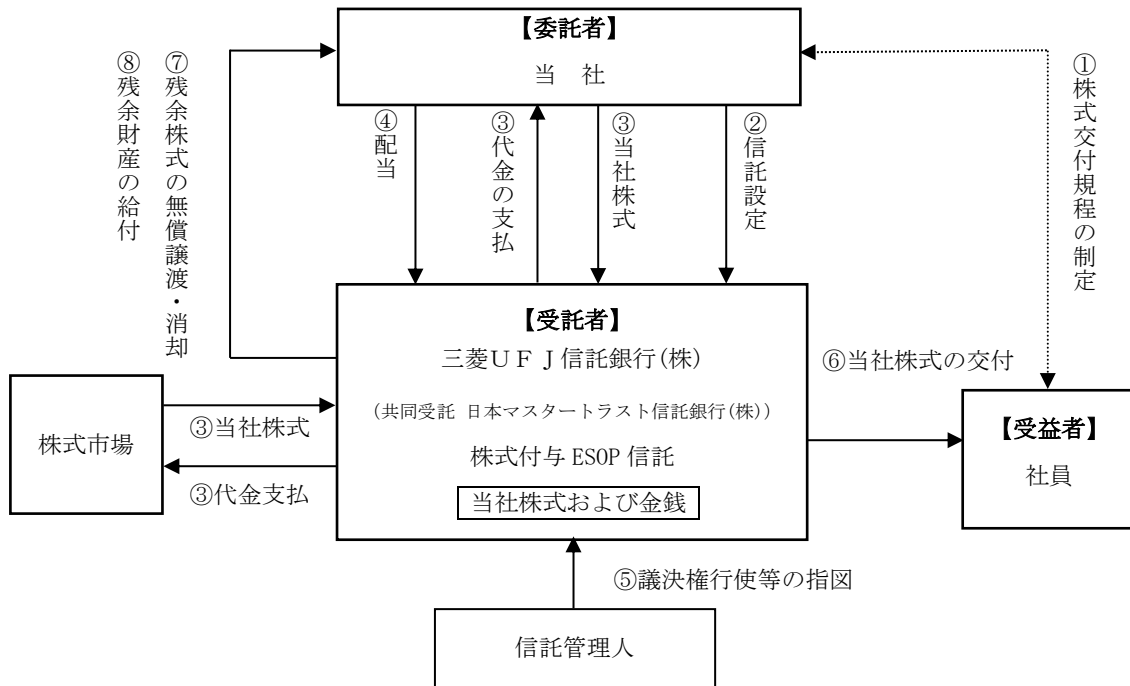 【委託者】
当 社
⑧残余財産の給付
⑦残余株式の無償譲渡・消却
④配当
③代金の支払
③当社株式
②信託設定
①株式交付規程の制定
【受託者】
三菱UFJ信託銀行(株)
(共同受託 日本マスタートラスト信託銀行(株))
株式付与 ESOP 信託
当社株式および金銭
株式市場
③当社株式
③代金支払
⑥当社株式の交付
【受益者】
社員
⑤議決権行使等の指図
信託管理人